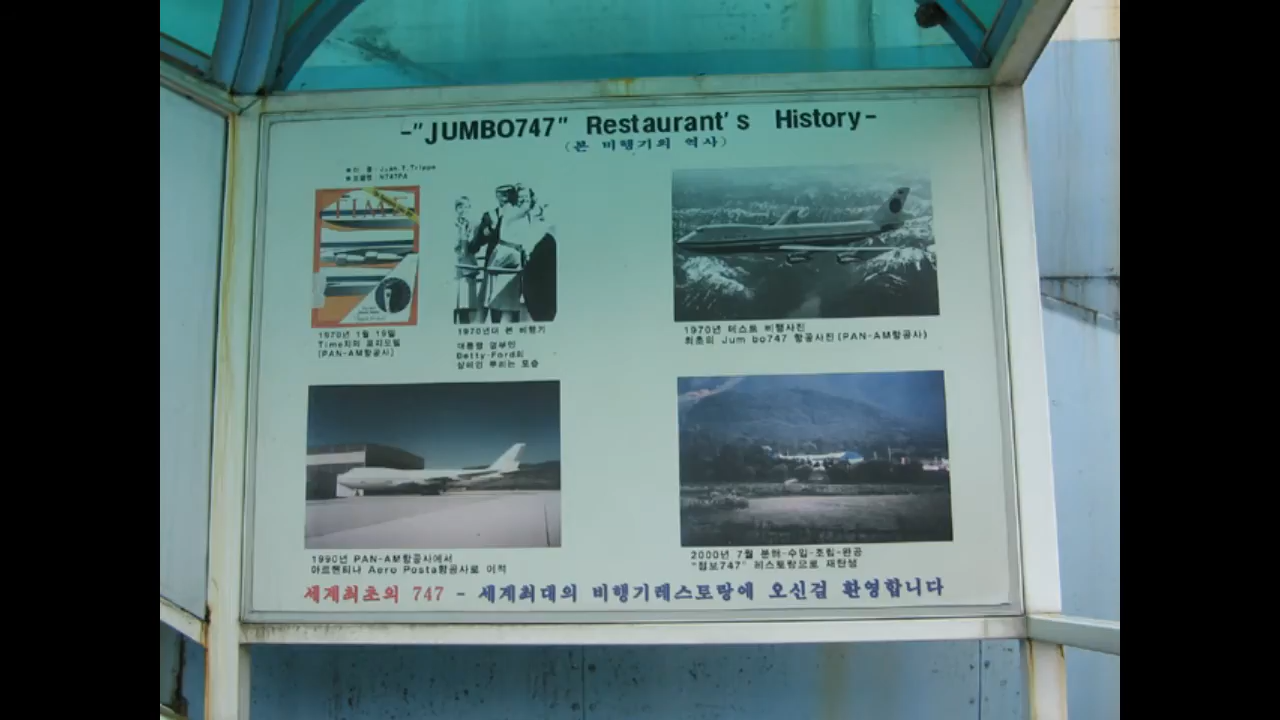 -"JUMBO747" Restaurant's History-
(본 비행기의 역사)
TIME
1970년 1월 19일
Time지의 표지모델
(PAN-AM항공사)
1970년대 본 비행기
대통령 영부인
Betty-Ford의
샴페인 뿌리는 모습
1970년 테스트 비행사진
최초의 Jum bo747 항공사진(PAN-AM항공사)
1990년 PAN-AM항공사에서
아르헨티나 Aero Posta항공사로 이적
2000년 7월 분해-수입-조립-완공
"점보747" 레스토랑으로 재탄생
세계최초의 747 - 세계최대의 비행기레스토랑에 오신걸 환영합니다